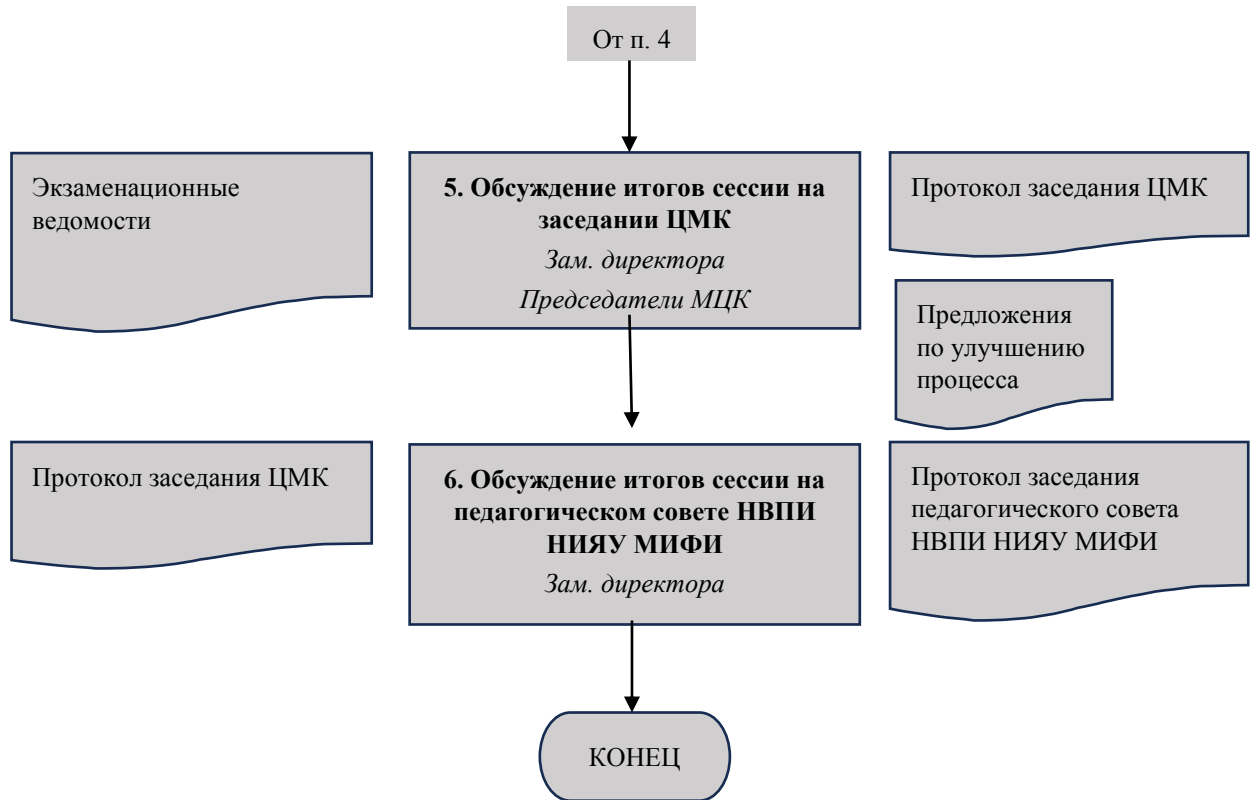 От п. 4
Экзаменационные
ведомости
5. Обсуждение итогов сессии на
заседании ЦМК
Зам. директора
Председатели МЦК
Протокол заседания ЦМК
Предложения
по улучшению
процесса
Протокол заседания ЦМК
6. Обсуждение итогов сессии на
педагогическом совете НВПИ
НИЯУ МИФИ
Зам. директора
Протокол заседания
педагогического совета
НВПИ НИЯУ МИФИ
КОНЕЦ